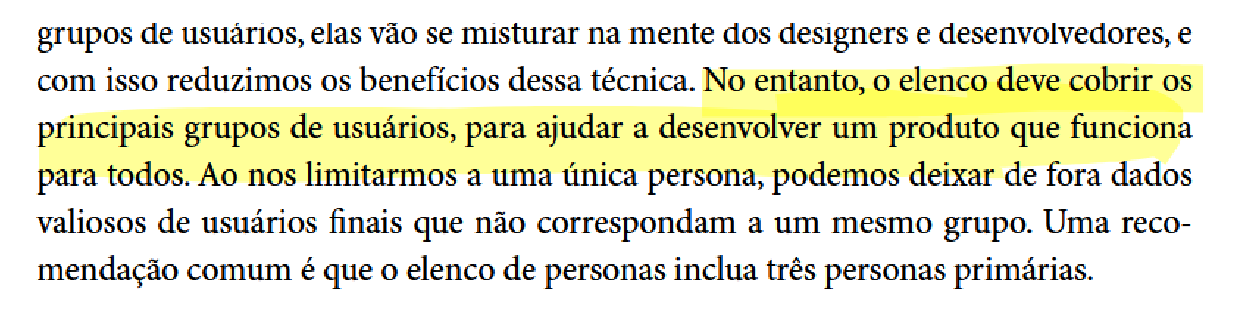 grupos de usuários, elas vão se misturar na mente dos designers e desenvolvedores, e
com isso reduzimos os benefícios dessa técnica. No entanto, o elenco deve cobrir os
principais grupos de usuários, para ajudar a desenvolver um produto que funciona
para todos. Ao nos limitarmos a uma única persona, podemos deixar de fora dados
valiosos de usuários finais que não correspondam a um mesmo grupo. Uma reco-
mendação comum é que o elenco de personas inclua três personas primárias.